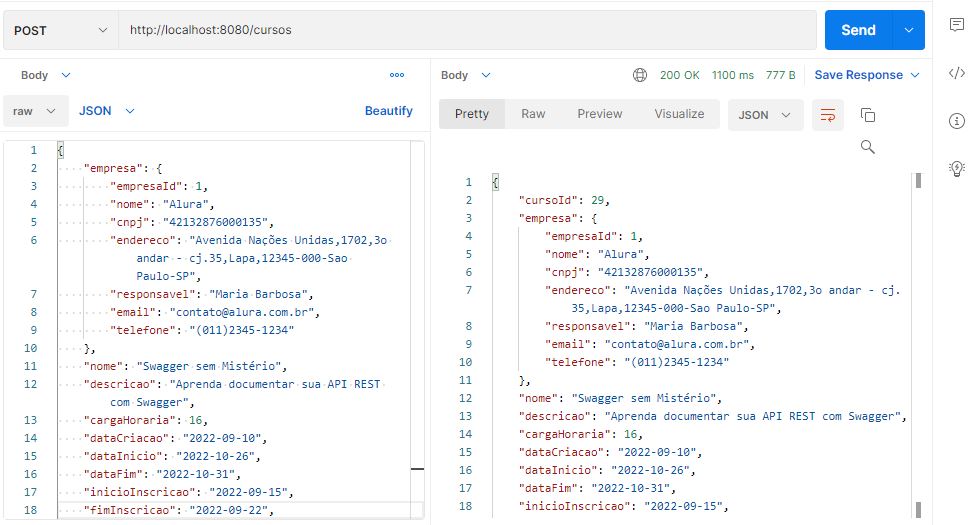 POST
http://localhost:8080/cursos
Send
Body
Body
200 OK 1100 ms 777 B Save Response
raw JSON Beautify
Pretty Raw Preview Visualize JSON
1 {
2 "empresa": {
3 "empresaId": 1,
4 "nome": "Alura",
5 "cnpj": "42132876000135",
6 "endereco": "Avenida Nações Unidas,1702,3o
andar - cj.35,Lapa,12345-000-Sao
Paulo-SP",
7 "responsavel": "Maria Barbosa",
8 "email": "contato@alura.com.br",
9 "telefone": "(011)2345-1234"
10 },
11 "nome": "Swagger sem Mistério",
12 "descricao": "Aprenda documentar sua API REST
com Swagger",
13 "cargaHoraria": 16,
14 "dataCriacao": "2022-09-10",
15 "dataInicio": "2022-10-26",
16 "dataFim": "2022-10-31",
17 "inicioInscricao": "2022-09-15",
18 "fimInscricao": "2022-09-22",
1 {
2 "cursoId": 29,
3 "empresa": {
4 "empresaId": 1,
5 "nome": "Alura",
6 "cnpj": "42132876000135",
7 "endereco": "Avenida Nações Unidas,1702,3o andar - cj.
35,Lapa,12345-000-Sao Paulo-SP",
8 "responsavel": "Maria Barbosa",
9 "email": "contato@alura.com.br",
10 "telefone": "(011)2345-1234"
11 },
12 "nome": "Swagger sem Mistério",
13 "descricao": "Aprenda documentar sua API REST com Swagger",
14 "cargaHoraria": 16,
15 "dataCriacao": "2022-09-10",
16 "dataInicio": "2022-10-26",
17 "dataFim": "2022-10-31",
18 "inicioInscricao": "2022-09-15",